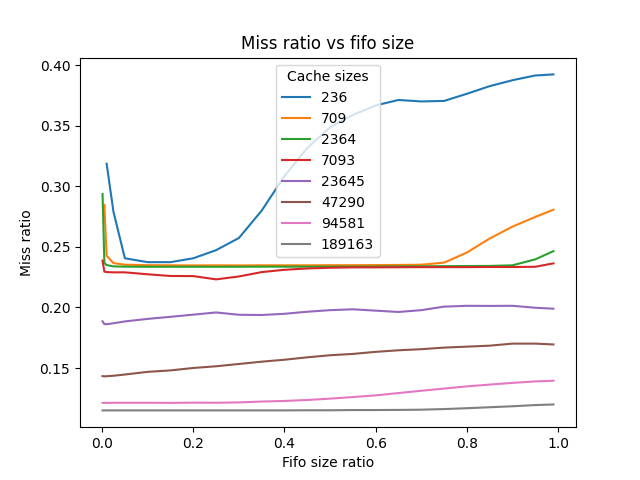 Miss ratio vs fifo size
0.40
0.35
0.30
0.25
0.20
0.15
Miss ratio
Cache sizes
236
709
2364
7093
23645
47290
94581
189163
0.0 0.2 0.4 0.6 0.8 1.0
Fifo size ratio